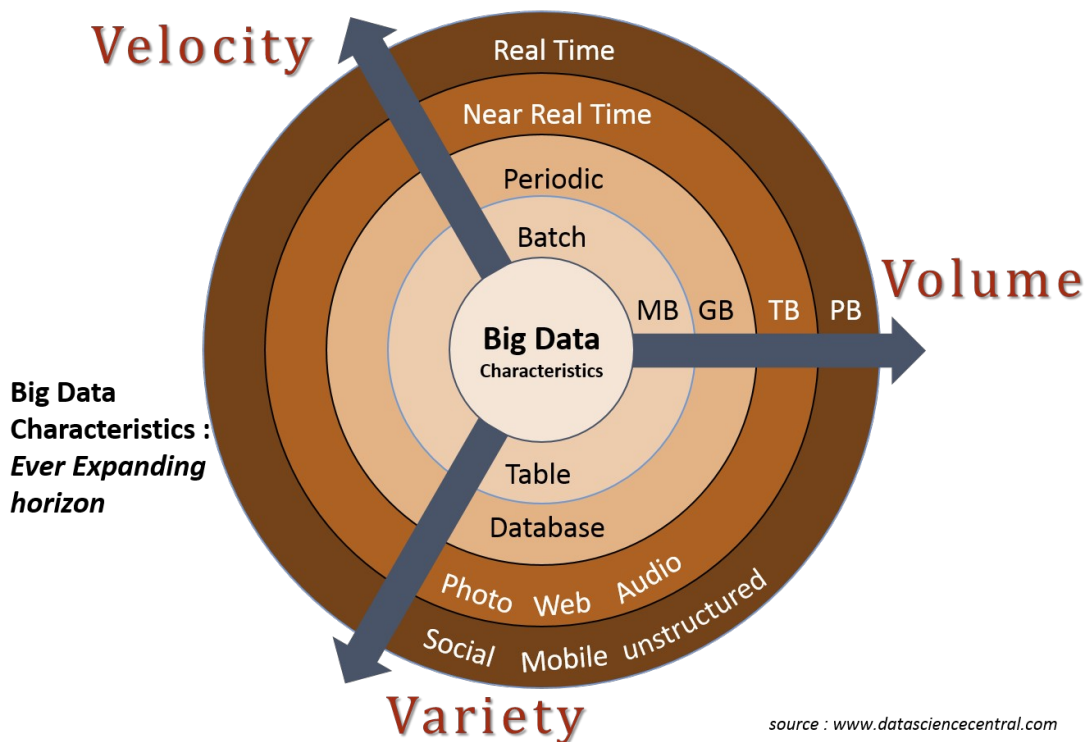 Velocity
Real Time
Near Real Time
Periodic
Batch
Volume
MB GB TB PB
Big Data
Characteristics
Big Data
Characteristics :
Ever Expanding
horizon
Table
Database
Photo Web Audio
Social Mobile unstructured
Variety
source : www.datasciencecentral.com